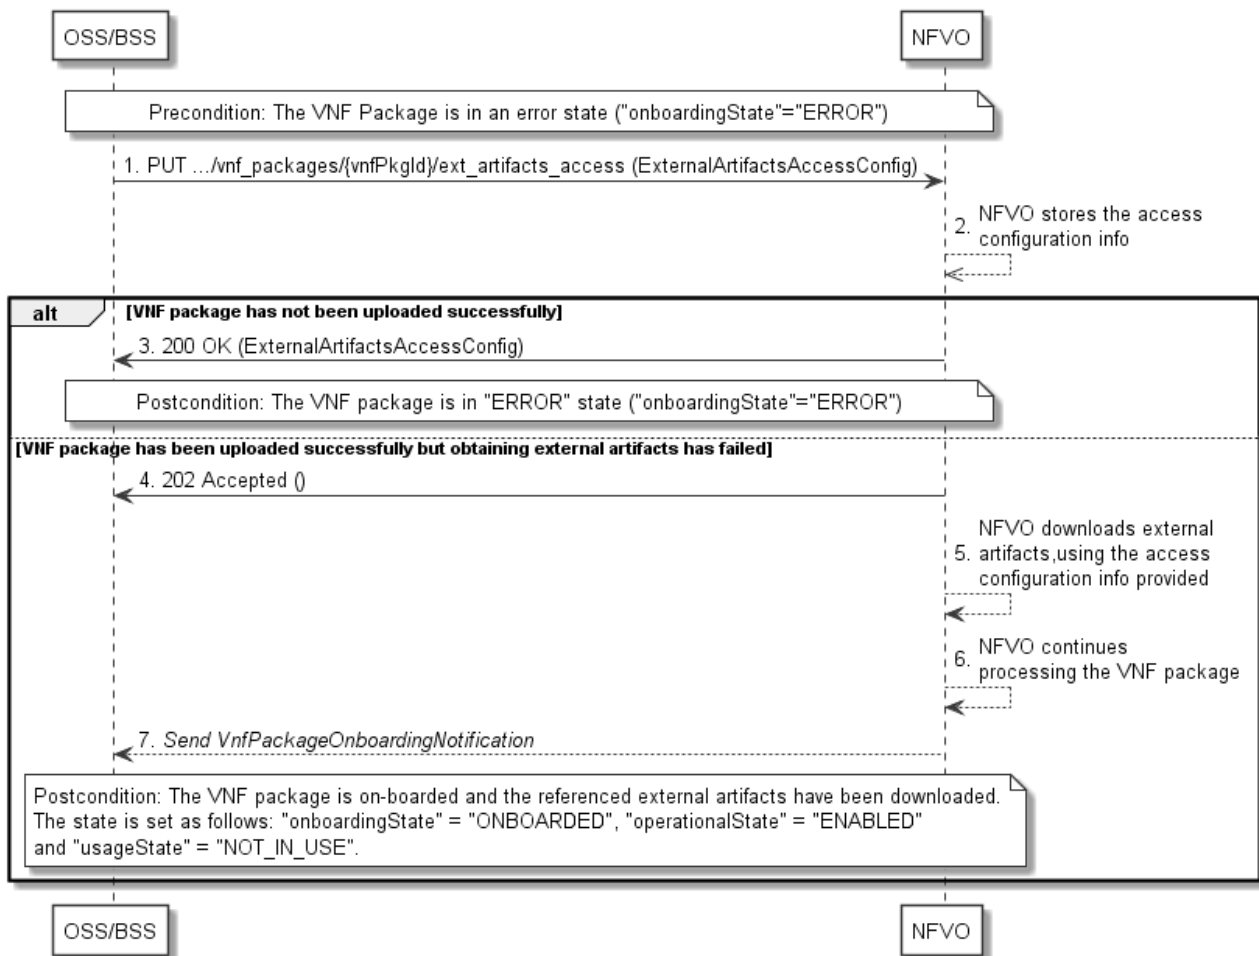 OSS/BSS
NFVO
Precondition: The VNF Package is in an error state ("onboardingState"="ERROR")
1. PUT .../vnf_packages/{vnfPkgId}/ext_artifacts_access (ExternalArtifactsAccessConfig)
2. NFVO stores the access
configuration info
alt
[VNF package has not been uploaded successfully]
3. 200 OK (ExternalArtifactsAccessConfig)
Postcondition: The VNF package is in "ERROR" state ("onboardingState"="ERROR")
[VNF package has been uploaded successfully but obtaining external artifacts has failed]
4. 202 Accepted ()
NFVO downloads external
5. artifacts,using the access
configuration info provided
6. NFVO continues
processing the VNF package
7. Send VnfPackageOnboardingNotification
Postcondition: The VNF package is on-boarded and the referenced external artifacts have been downloaded.
The state is set as follows: "onboardingState" = "ONBOARDED", "operationalState" = "ENABLED"
and "usageState" = "NOT_IN_USE".
OSS/BSS
NFVO